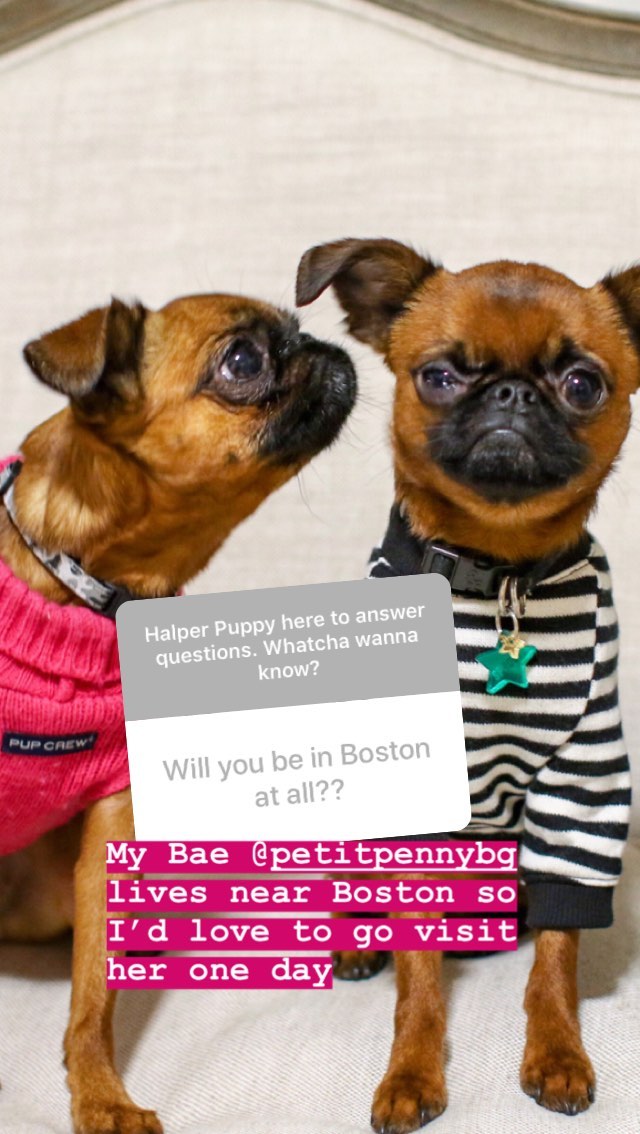 Halper Puppy here to answer
questions. Whatcha wanna
know?
Will you be in Boston
at all??
PUP CREW
My Bae @petitpennybg
lives near Boston so
I’d love to go visit
her one day